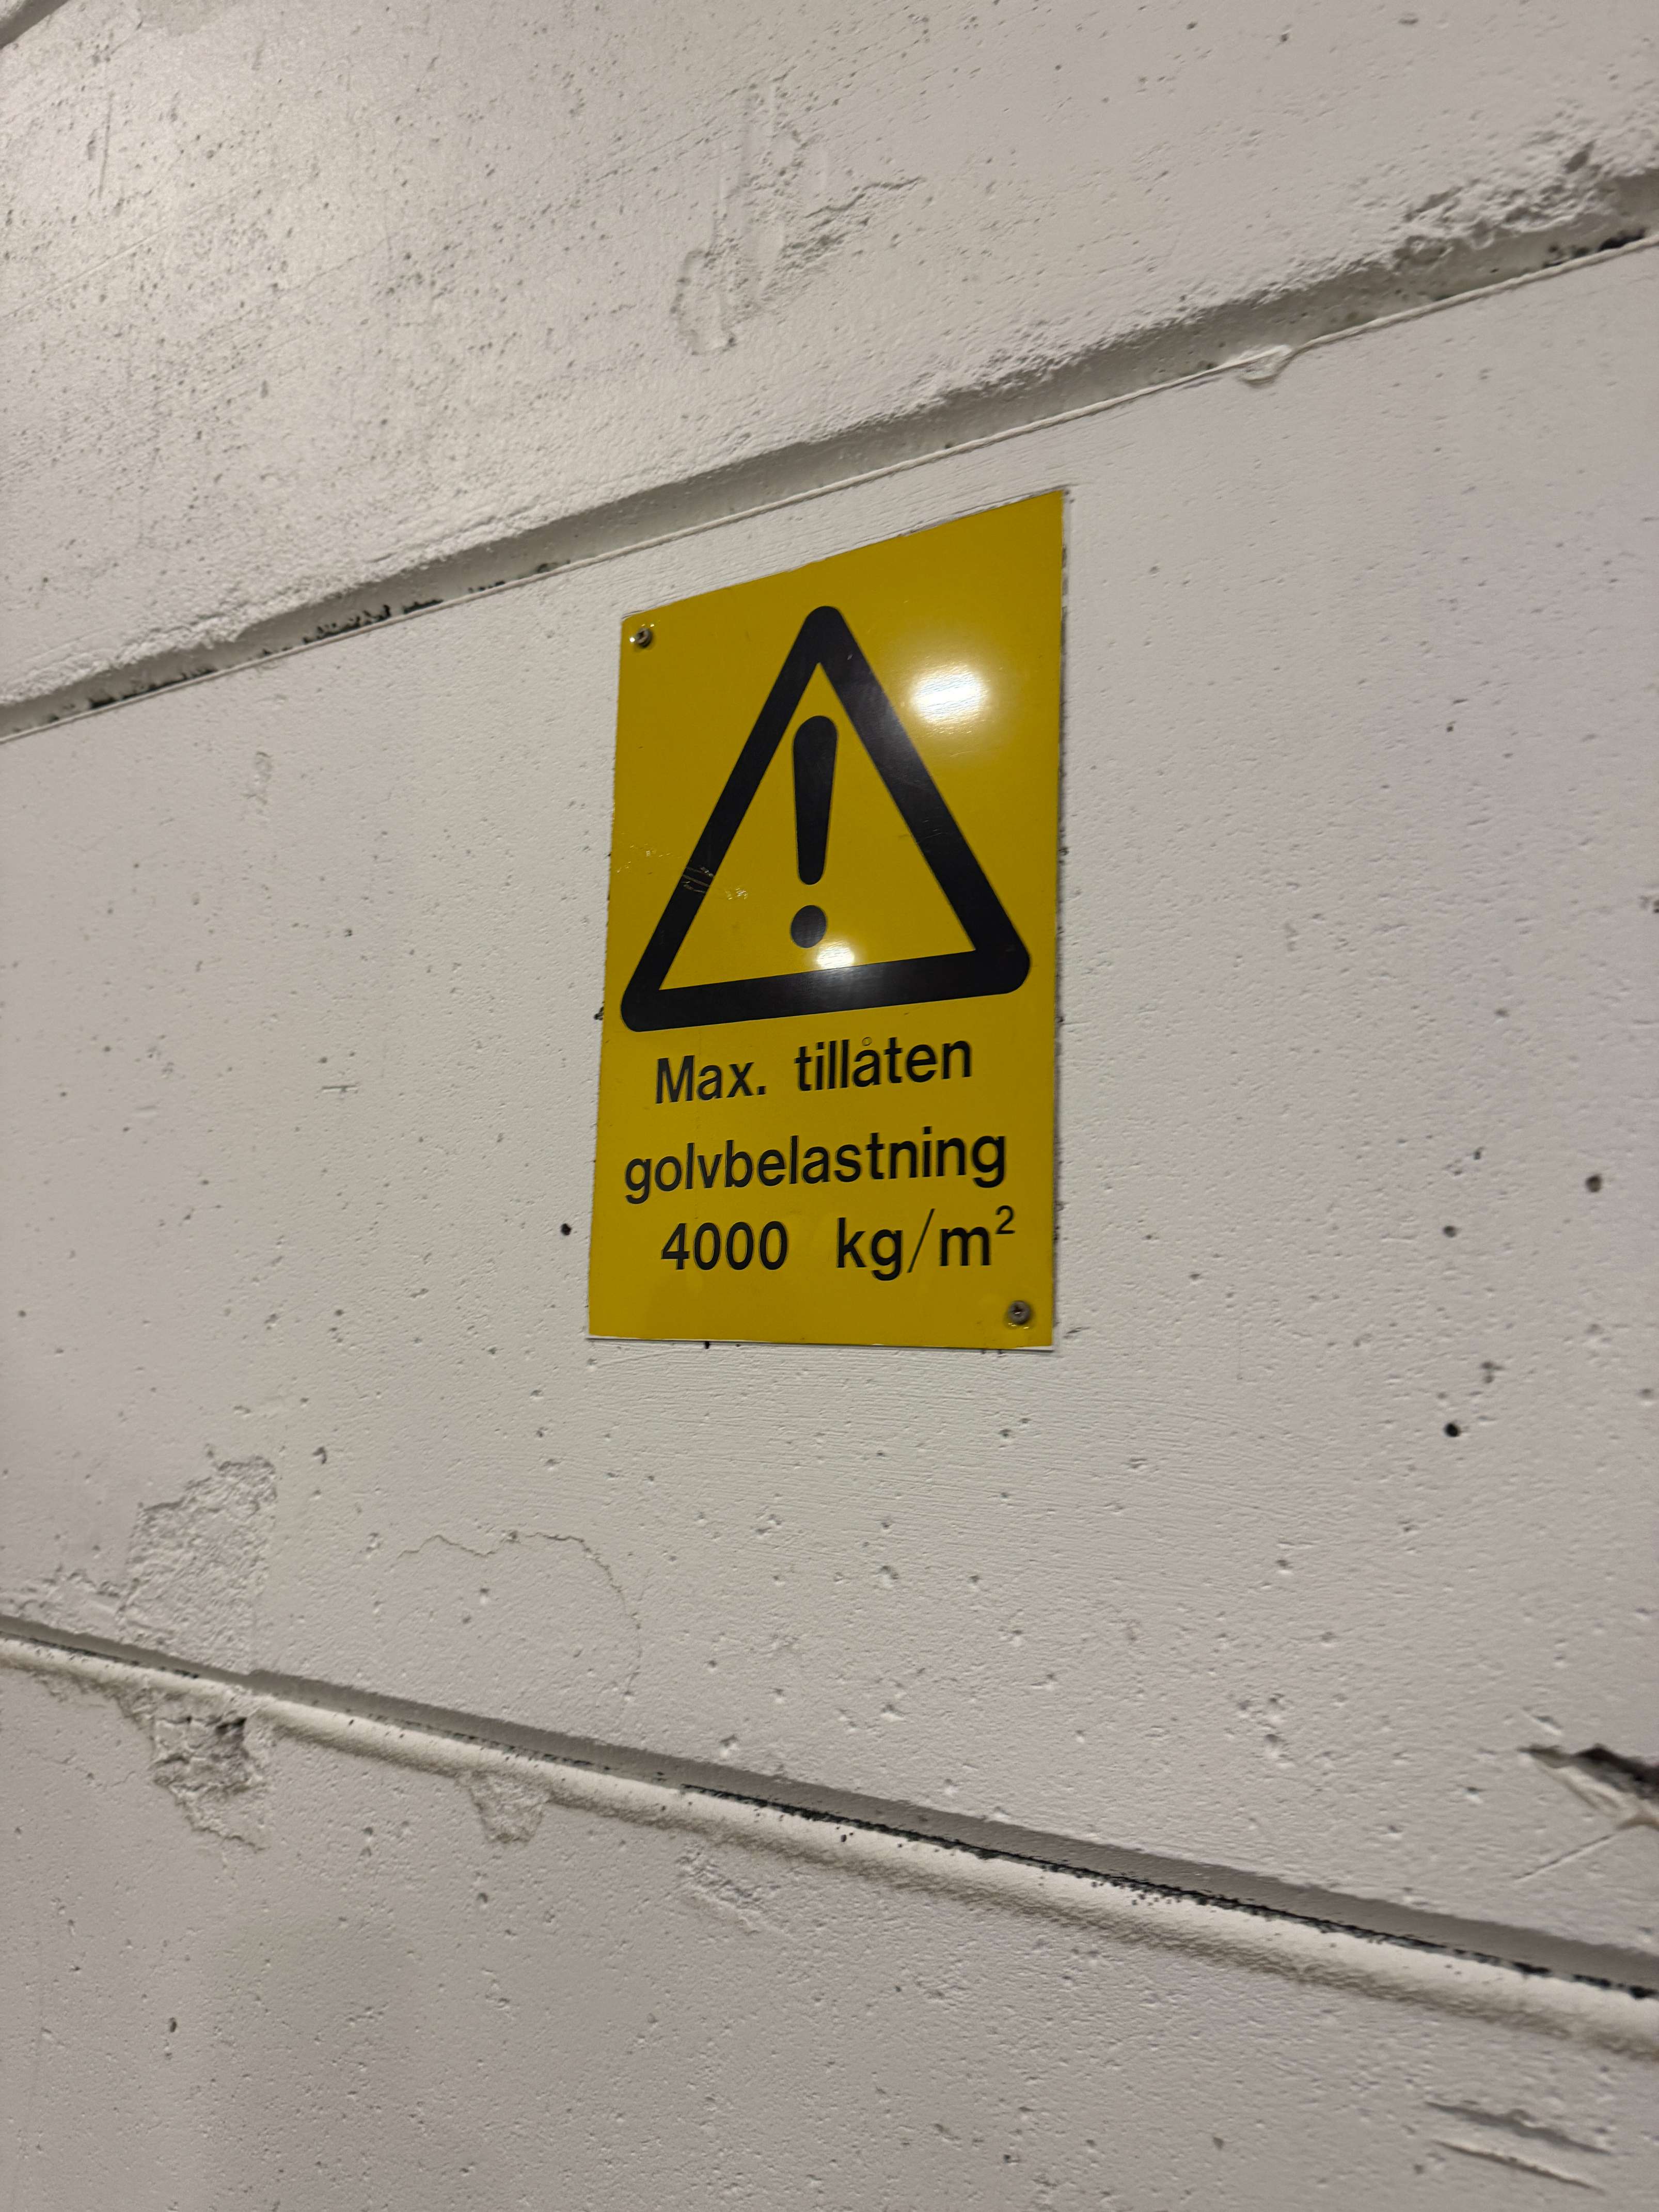 Max. tillåten
golvbelastning
4000 kg/m²